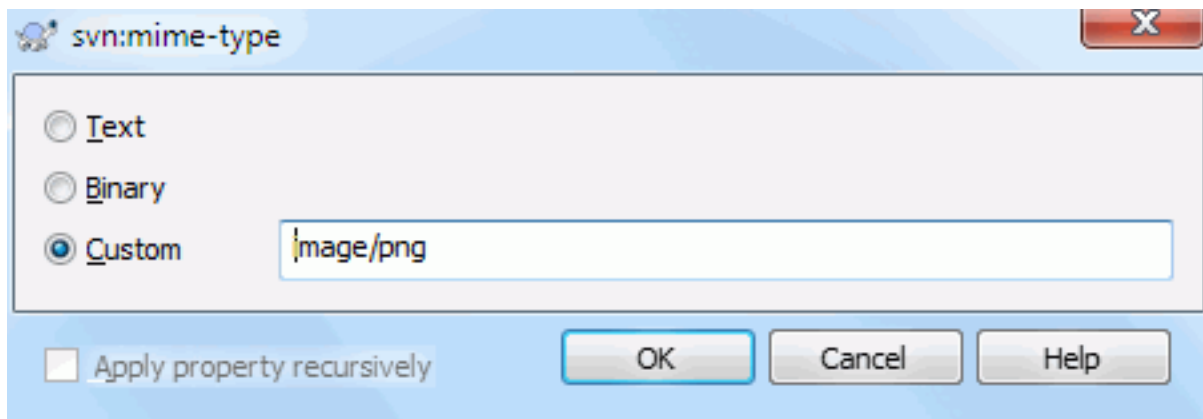 svn:mime-type
Text
Binary
Custom image/png
Apply property recursively OK Cancel Help